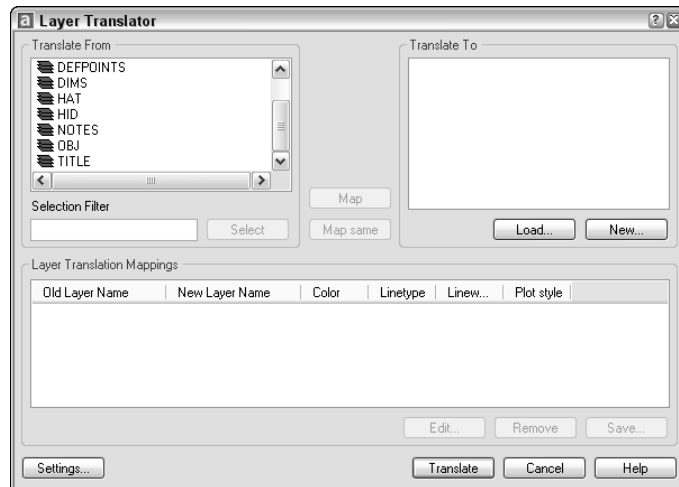 Layer Translator
Translate From
DEFPOINTS
DIMS
HAT
HID
NOTES
OBJ
TITLE
Selection Filter
Select
Map
Map same
Translate To
Load...
New...
Layer Translation Mappings
Old Layer Name New Layer Name Color Linetype Linew... Plot style
Edit... Remove Save...
Settings... Translate Cancel Help